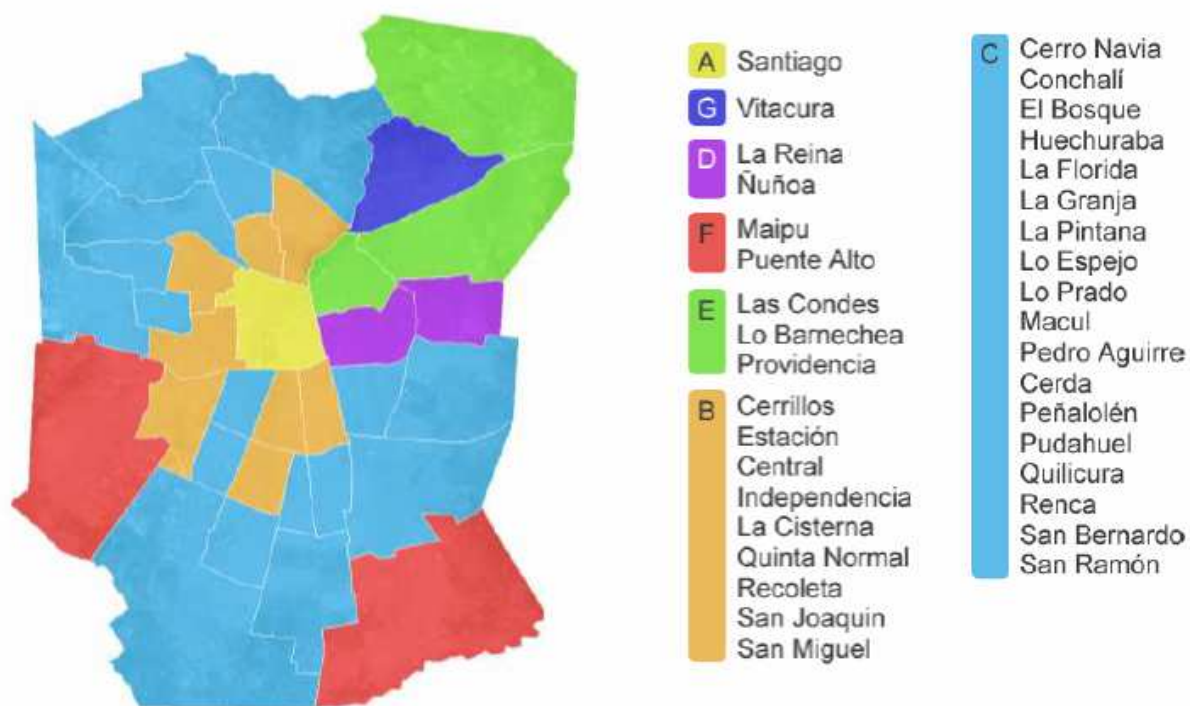 A Santiago
G Vitacura
D La Reina
Ñuñoa
F Maipu
Puente Alto
E Las Condes
Lo Barnechea
Providencia
B Cerrillos
Estación
Central
Independencia
La Cisterna
Quinta Normal
Recoleta
San Joaquin
San Miguel
C Cerro Navia
Conchalí
El Bosque
Huechuraba
La Florida
La Granja
La Pintana
Lo Espejo
Lo Prado
Macul
Pedro Aguirre
Cerda
Peñalolén
Pudahuel
Quilicura
Renca
San Bernardo
San Ramón